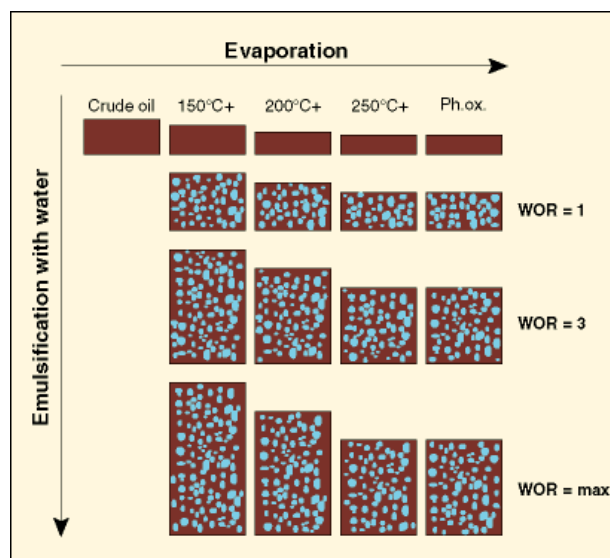 Evaporation
Crude oil 150°C+ 200°C+ 250°C+ Ph.ox.
WOR = 1
WOR = 3
WOR = max
Emulsification with water